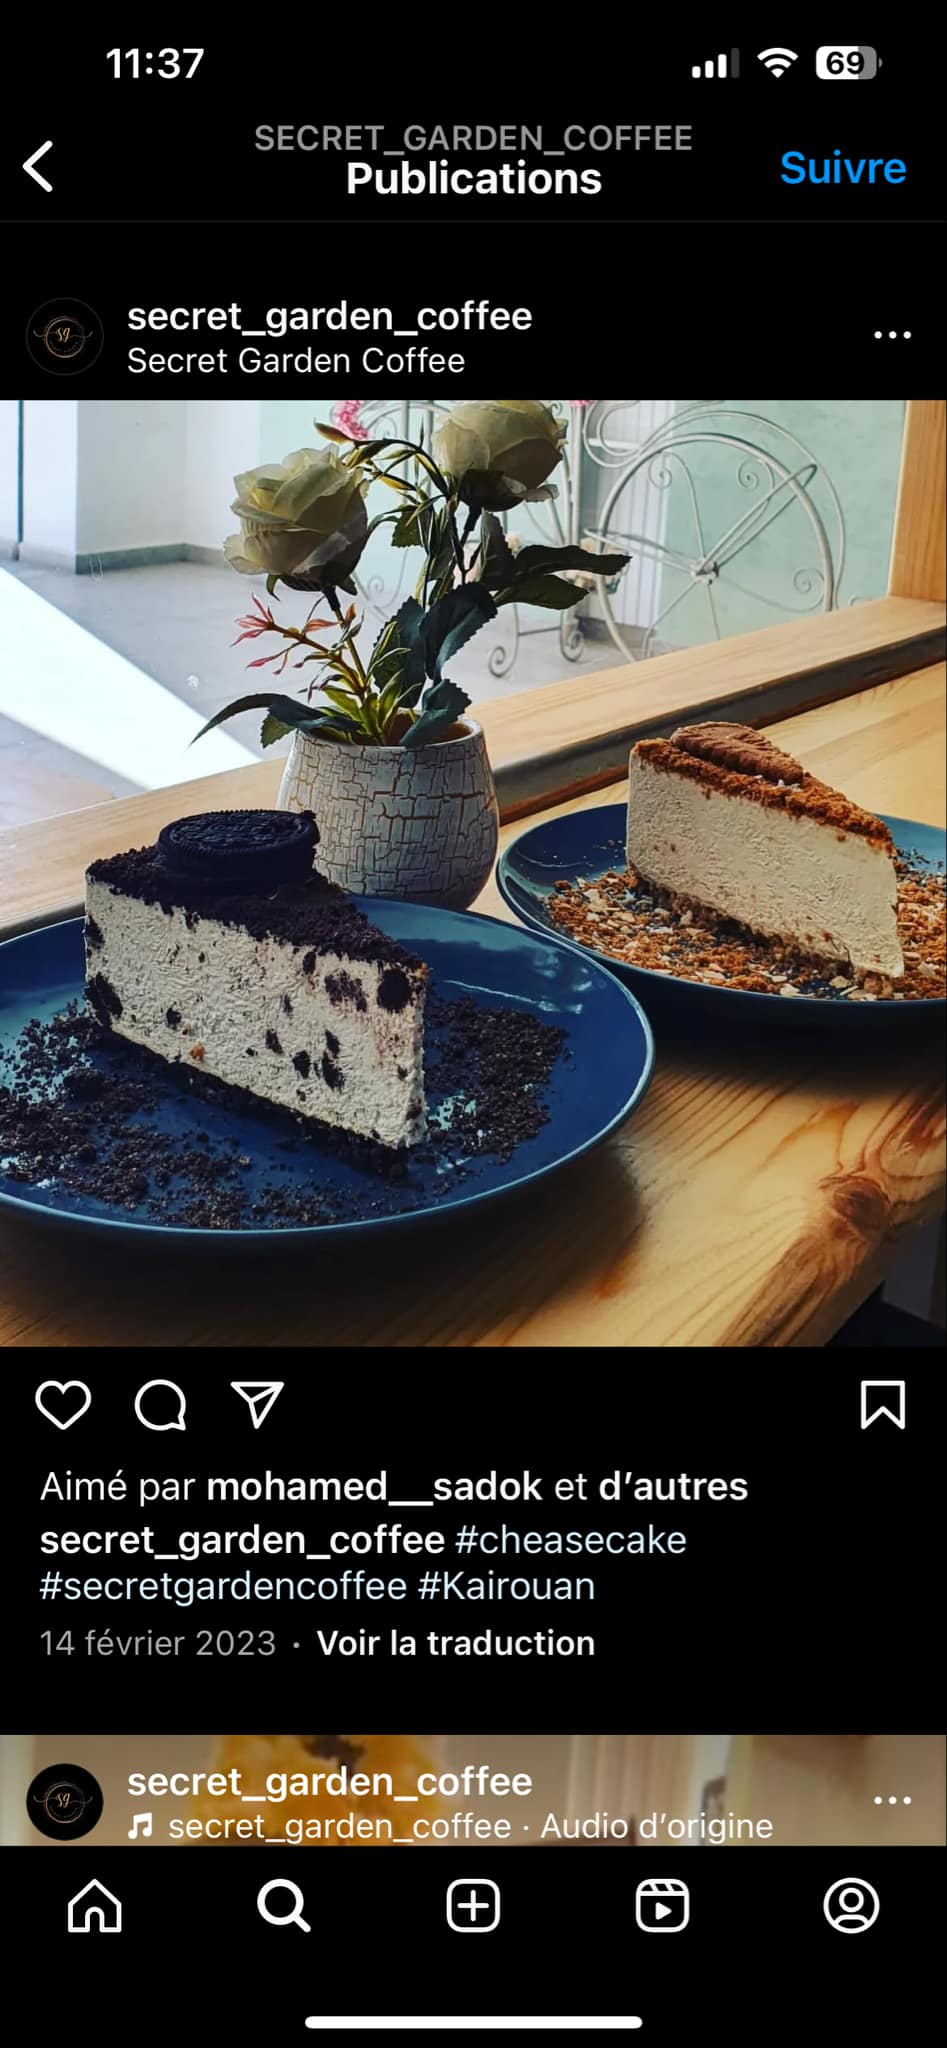 11:37
69
SECRET_GARDEN_COFFEE
Publications
Suivre
secret_garden_coffee
Secret Garden Coffee
Aimé par mohamed__sadok et d’autres
secret_garden_coffee #cheasecake
#secretgardencoffee #Kairouan
14 février 2023 · Voir la traduction
secret_garden_coffee
secret_garden_coffee · Audio d’origine